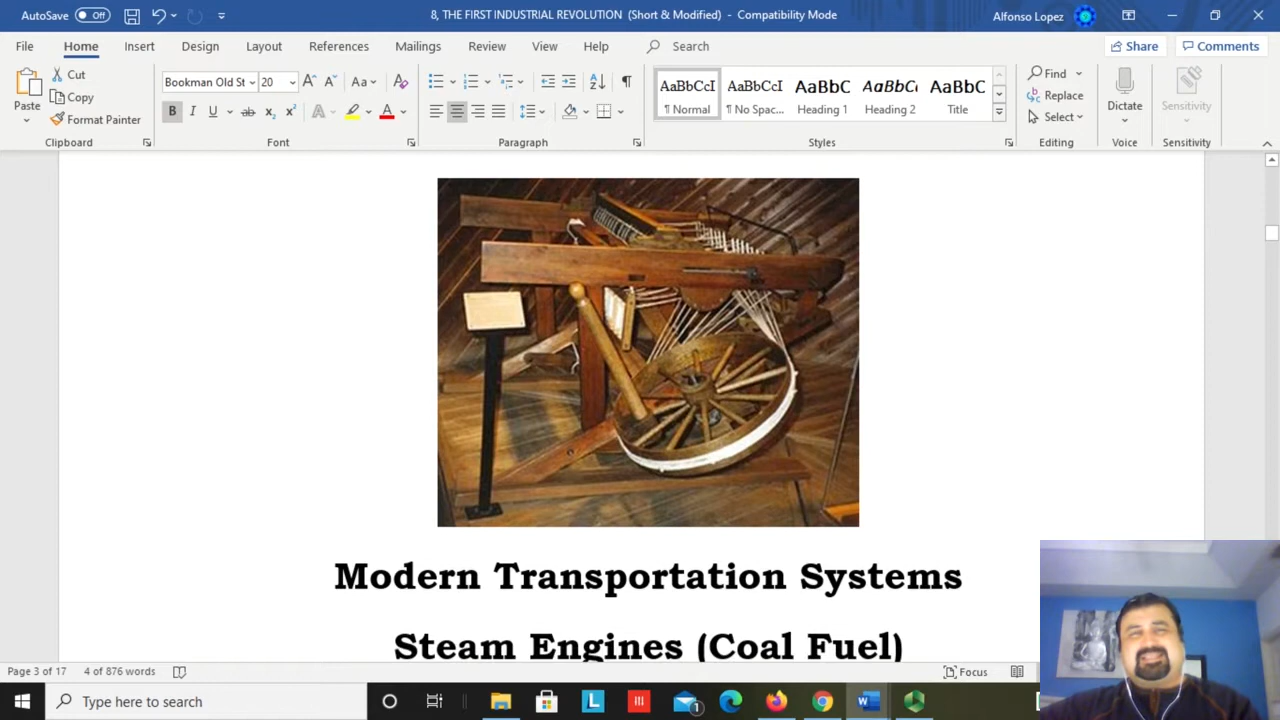 AutoSave Off
8, THE FIRST INDUSTRIAL REVOLUTION (Short & Modified) - Compatibility Mode
Alfonso Lopez
File Home Insert Design Layout References Mailings Review View Help Search
Share Comments
Paste
Cut
Copy
Format Painter
Clipboard
Bookman Old St 20
Font
Paragraph
AaBbCcI AaBbCcI AaBbC AaBbCc AaBbC
¶ Normal ¶ No Spac... Heading 1 Heading 2 Title
Styles
Find
Replace
Select
Editing
Dictate
Voice
Sensitivity
Sensitivity
Modern Transportation Systems
Steam Engines (Coal Fuel)
Page 3 of 17 4 of 876 words
Focus
Type here to search